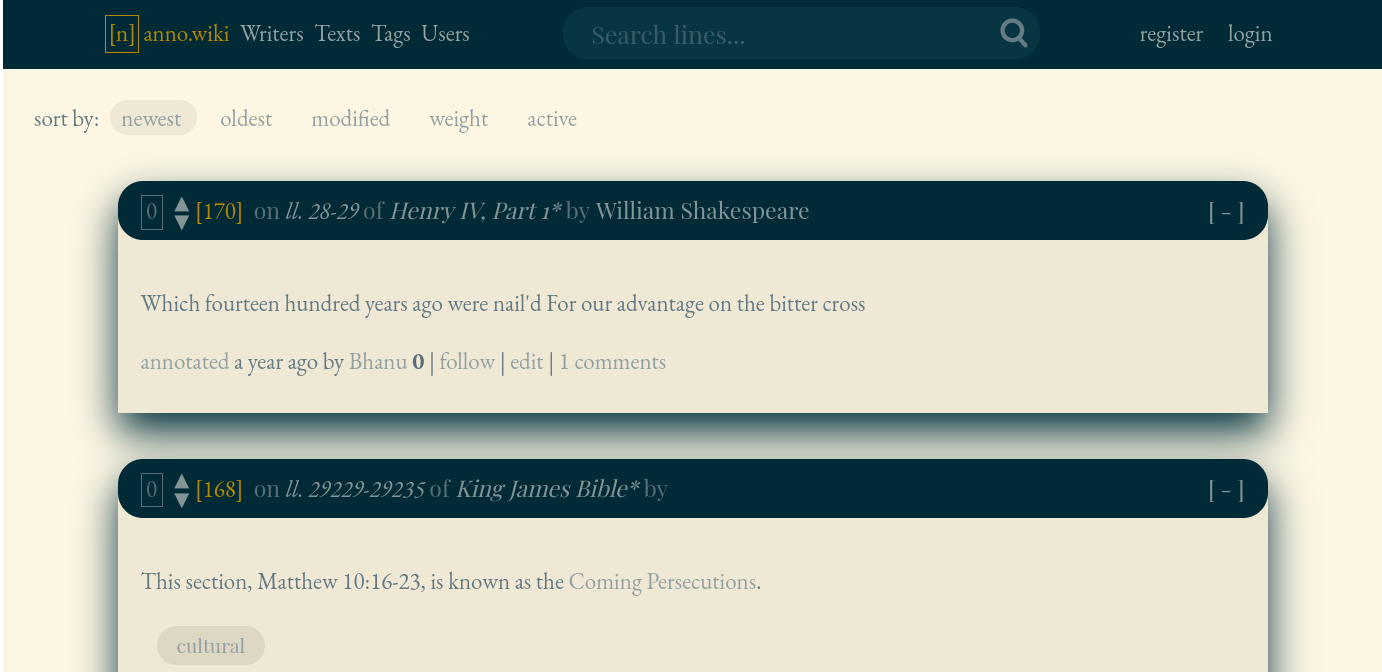 [n] anno.wiki Writers Texts Tags Users Search lines... register login
sort by: newest oldest modified weight active
0 ▲▼ [170] on ll. 28-29 of Henry IV, Part 1* by William Shakespeare [ - ]
Which fourteen hundred years ago were nail'd For our advantage on the bitter cross
annotated a year ago by Bhanu 0 | follow | edit | 1 comments
0 ▲▼ [168] on ll. 29229-29235 of King James Bible* by [ - ]
This section, Matthew 10:16-23, is known as the Coming Persecutions.
cultural